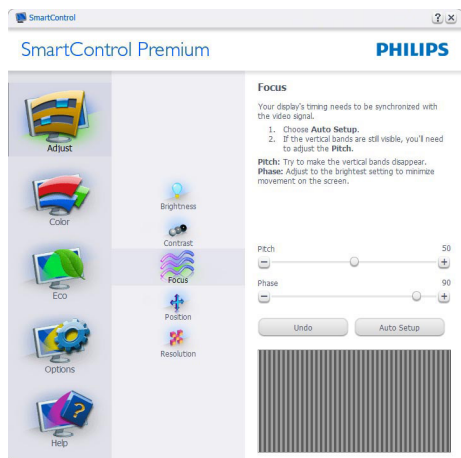 SmartControl
SmartControl Premium
PHILIPS
Adjust
Color
Eco
Options
Help
Brightness
Contrast
Focus
Position
Resolution
Focus
Your display's timing needs to be synchronized with
the video signal.
1. Choose Auto Setup.
2. If the vertical bands are still visible, you'll need
to adjust the Pitch.
Pitch: Try to make the vertical bands disappear.
Phase: Adjust to the brightest setting to minimize
movement on the screen.
Pitch 50
Phase 90
Undo Auto Setup